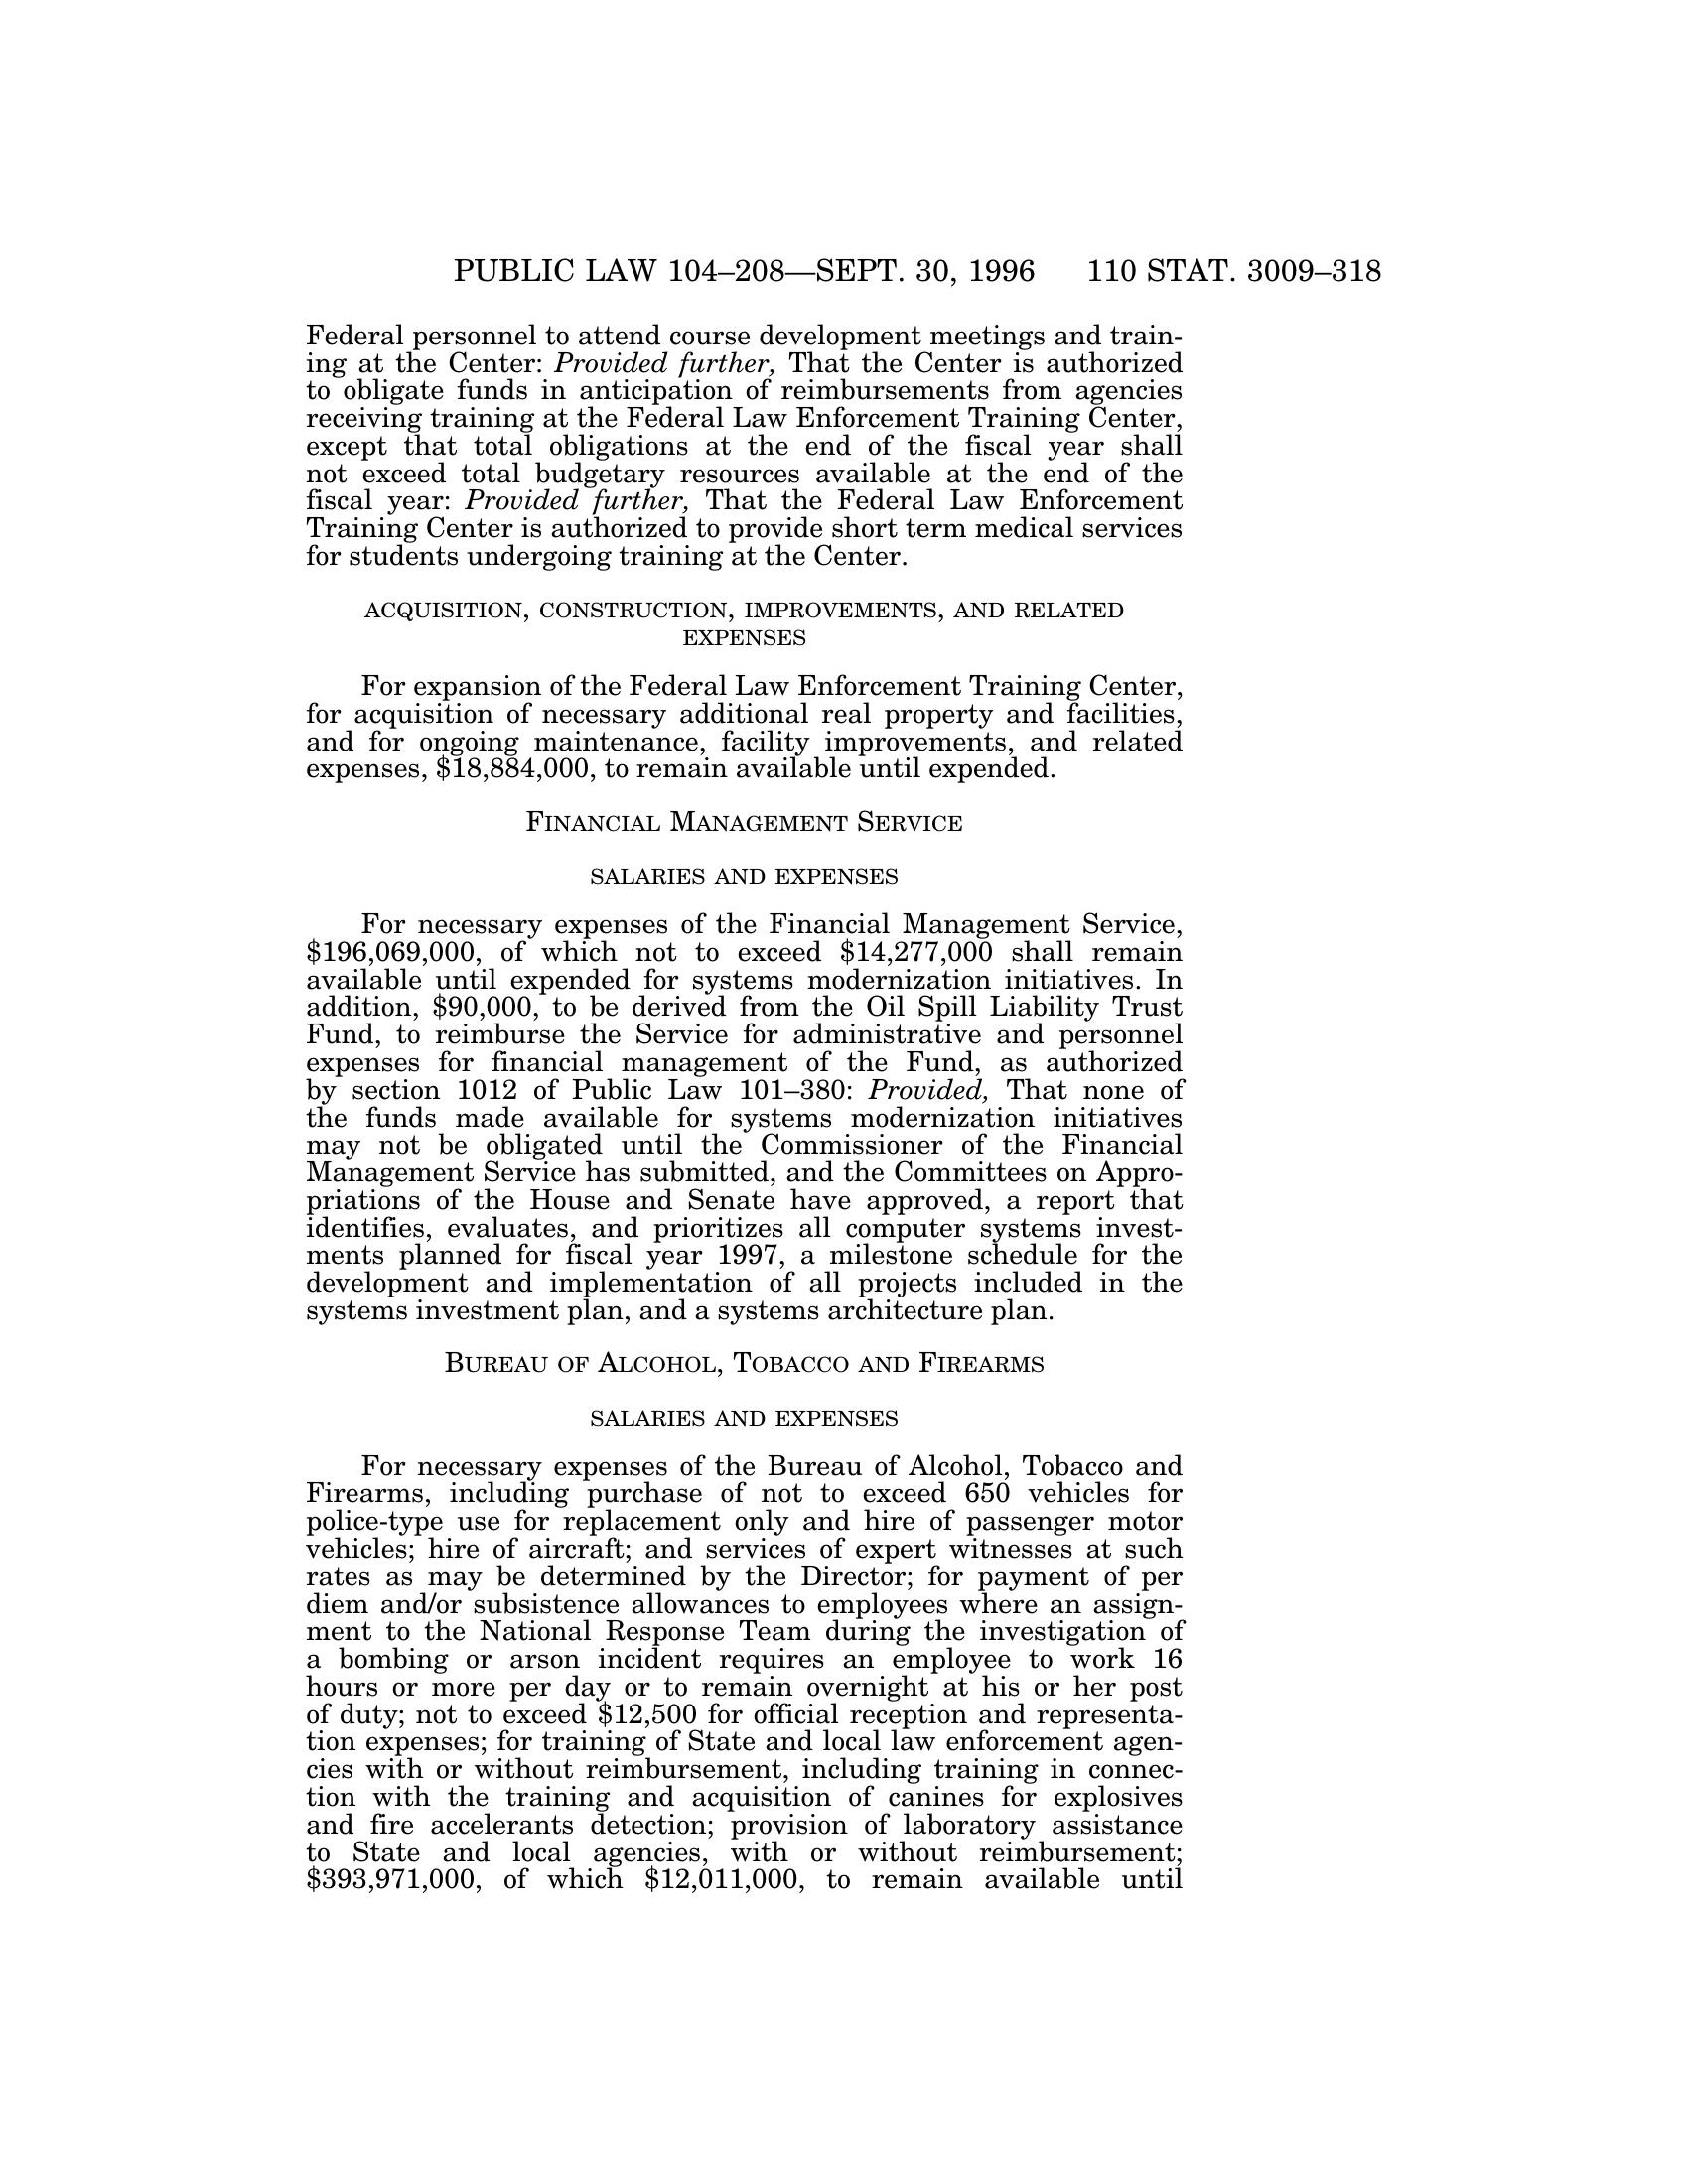 PUBLIC LAW 104–208—SEPT. 30, 1996 110 STAT. 3009–318
Federal personnel to attend course development meetings and train-
ing at the Center: Provided further, That the Center is authorized
to obligate funds in anticipation of reimbursements from agencies
receiving training at the Federal Law Enforcement Training Center,
except that total obligations at the end of the fiscal year shall
not exceed total budgetary resources available at the end of the
fiscal year: Provided further, That the Federal Law Enforcement
Training Center is authorized to provide short term medical services
for students undergoing training at the Center.
ACQUISITION, CONSTRUCTION, IMPROVEMENTS, AND RELATED
EXPENSES
For expansion of the Federal Law Enforcement Training Center,
for acquisition of necessary additional real property and facilities,
and for ongoing maintenance, facility improvements, and related
expenses, $18,884,000, to remain available until expended.
FINANCIAL MANAGEMENT SERVICE
SALARIES AND EXPENSES
For necessary expenses of the Financial Management Service,
$196,069,000, of which not to exceed $14,277,000 shall remain
available until expended for systems modernization initiatives. In
addition, $90,000, to be derived from the Oil Spill Liability Trust
Fund, to reimburse the Service for administrative and personnel
expenses for financial management of the Fund, as authorized
by section 1012 of Public Law 101–380: Provided, That none of
the funds made available for systems modernization initiatives
may not be obligated until the Commissioner of the Financial
Management Service has submitted, and the Committees on Appro-
priations of the House and Senate have approved, a report that
identifies, evaluates, and prioritizes all computer systems invest-
ments planned for fiscal year 1997, a milestone schedule for the
development and implementation of all projects included in the
systems investment plan, and a systems architecture plan.
BUREAU OF ALCOHOL, TOBACCO AND FIREARMS
SALARIES AND EXPENSES
For necessary expenses of the Bureau of Alcohol, Tobacco and
Firearms, including purchase of not to exceed 650 vehicles for
police-type use for replacement only and hire of passenger motor
vehicles; hire of aircraft; and services of expert witnesses at such
rates as may be determined by the Director; for payment of per
diem and/or subsistence allowances to employees where an assign-
ment to the National Response Team during the investigation of
a bombing or arson incident requires an employee to work 16
hours or more per day or to remain overnight at his or her post
of duty; not to exceed $12,500 for official reception and representa-
tion expenses; for training of State and local law enforcement agen-
cies with or without reimbursement, including training in connec-
tion with the training and acquisition of canines for explosives
and fire accelerants detection; provision of laboratory assistance
to State and local agencies, with or without reimbursement;
$393,971,000, of which $12,011,000, to remain available until